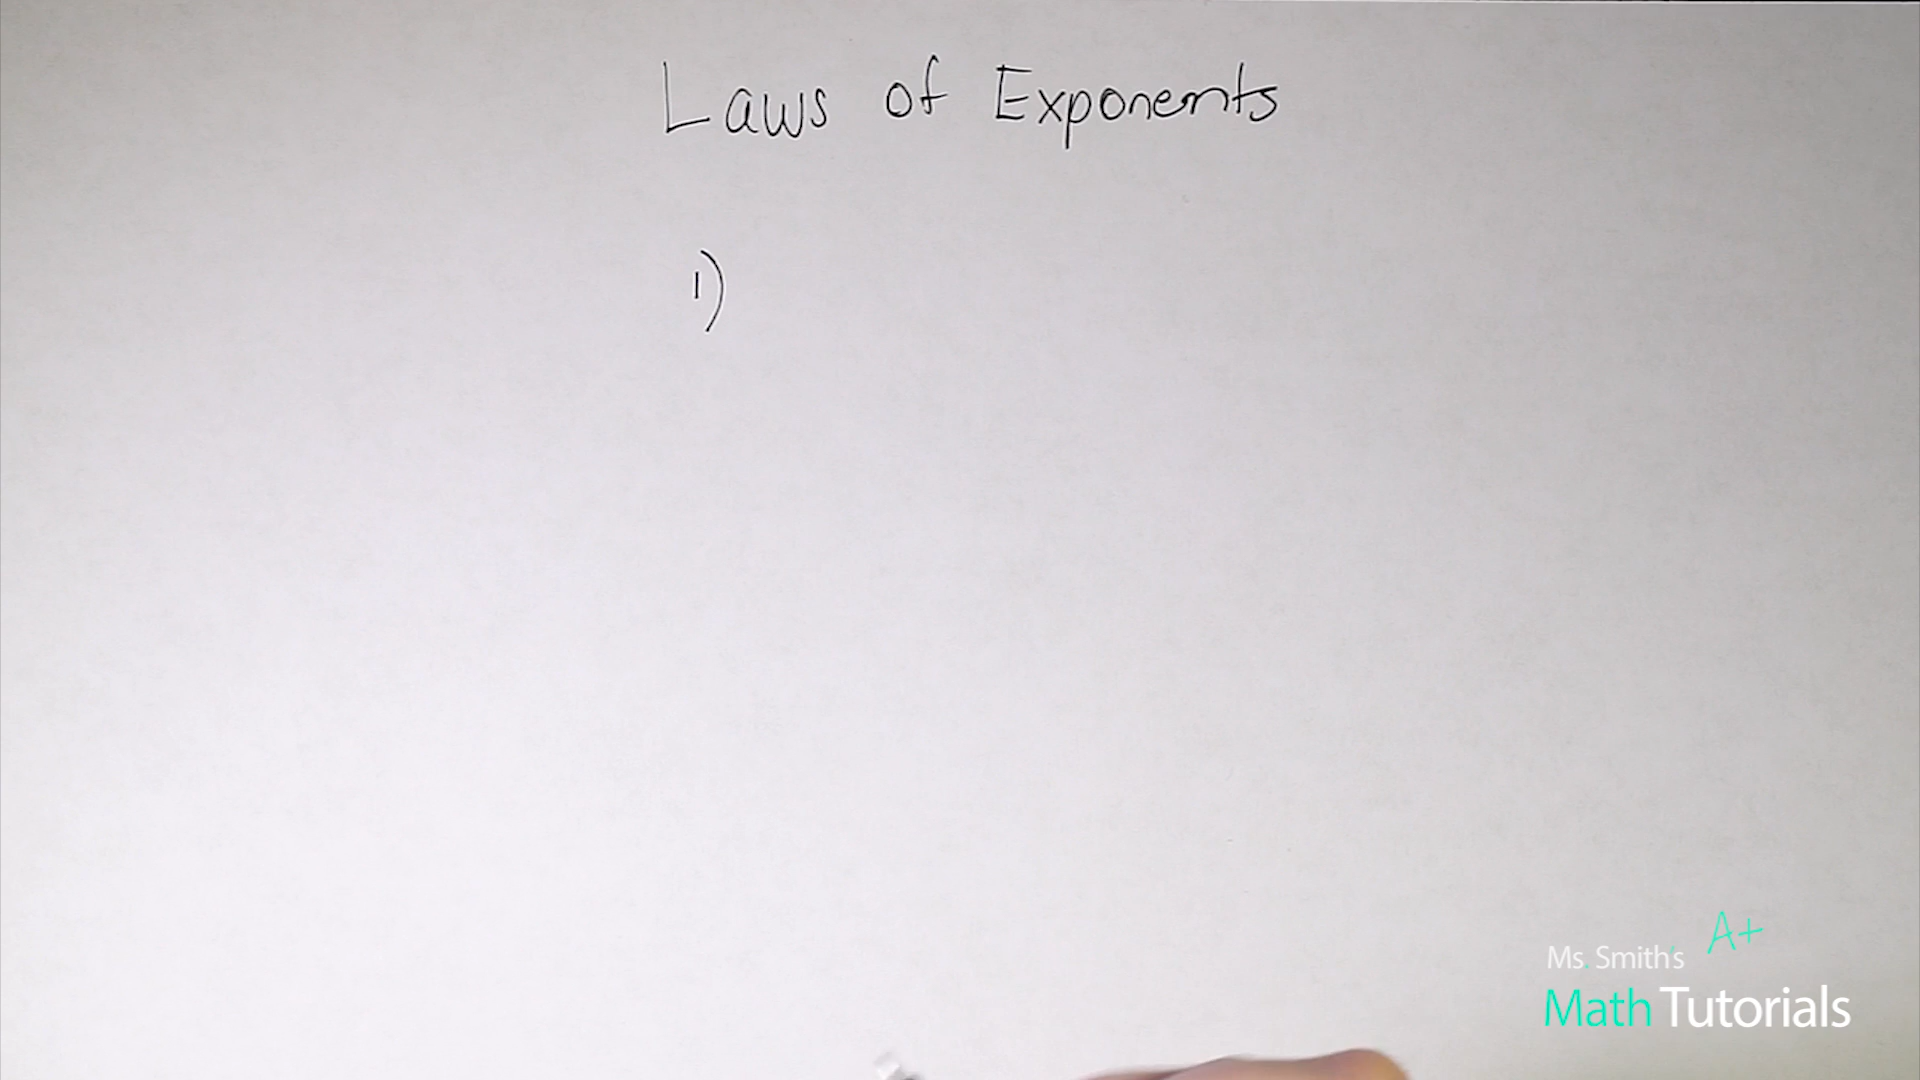 Laws of Exponents
1)
A+
Ms. Smith's
Math Tutorials